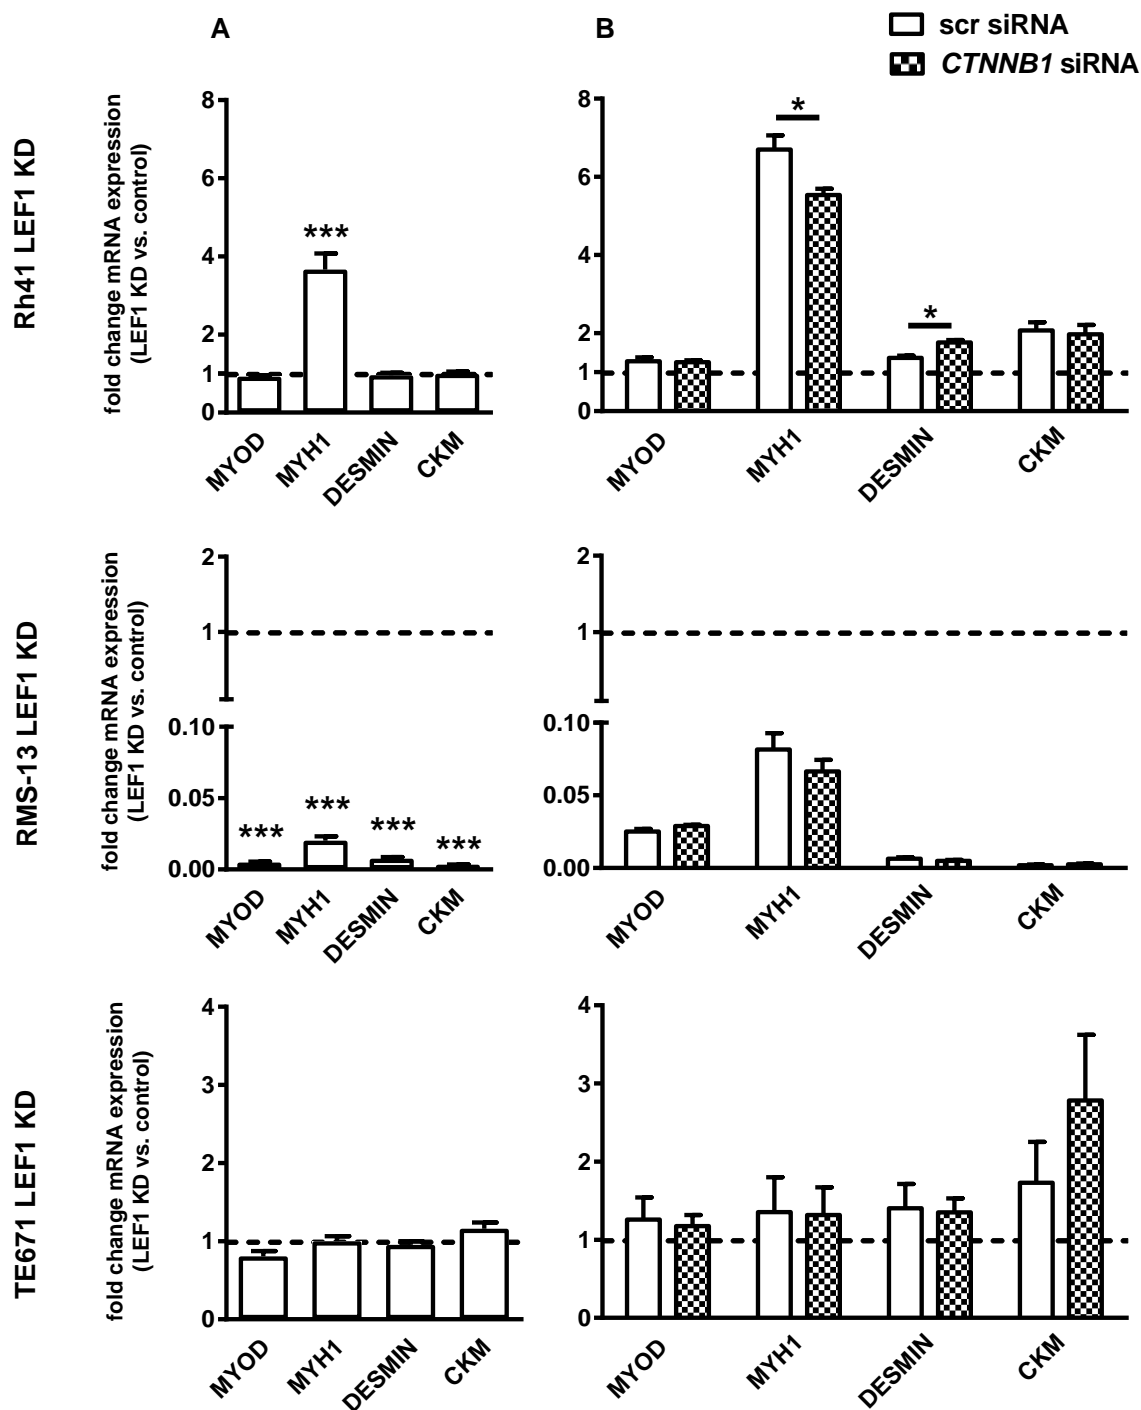 A
B
scr siRNA
CTNNB1 siRNA
Rh41 LEF1 KD
fold change mRNA expression
(LEF1 KD vs. control)
8
6
4
2
1
0
***
MYOD
MYH1
DESMIN
CKM
8
6
4
2
1
0
*
*
MYOD
MYH1
DESMIN
CKM
RMS-13 LEF1 KD
fold change mRNA expression
(LEF1 KD vs. control)
2
1
0.10
0.05
0.00
***
***
***
***
MYOD
MYH1
DESMIN
CKM
2
1
0.10
0.05
0.00
MYOD
MYH1
DESMIN
CKM
TE671 LEF1 KD
fold change mRNA expression
(LEF1 KD vs. control)
4
3
2
1
0
MYOD
MYH1
DESMIN
CKM
4
3
2
1
0
MYOD
MYH1
DESMIN
CKM